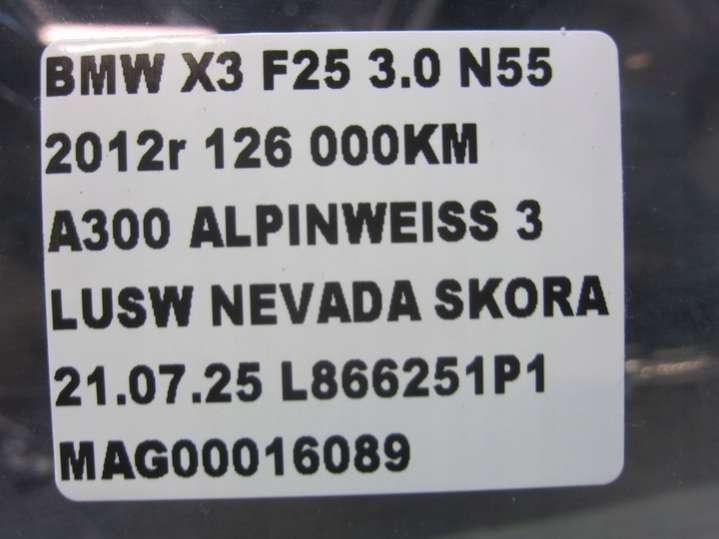 BMW X3 F25 3.0 N55
2012r 126 000KM
A300 ALPINWEISS 3
LUSW NEVADA SKORA
21.07.25 L866251P1
MAG00016089